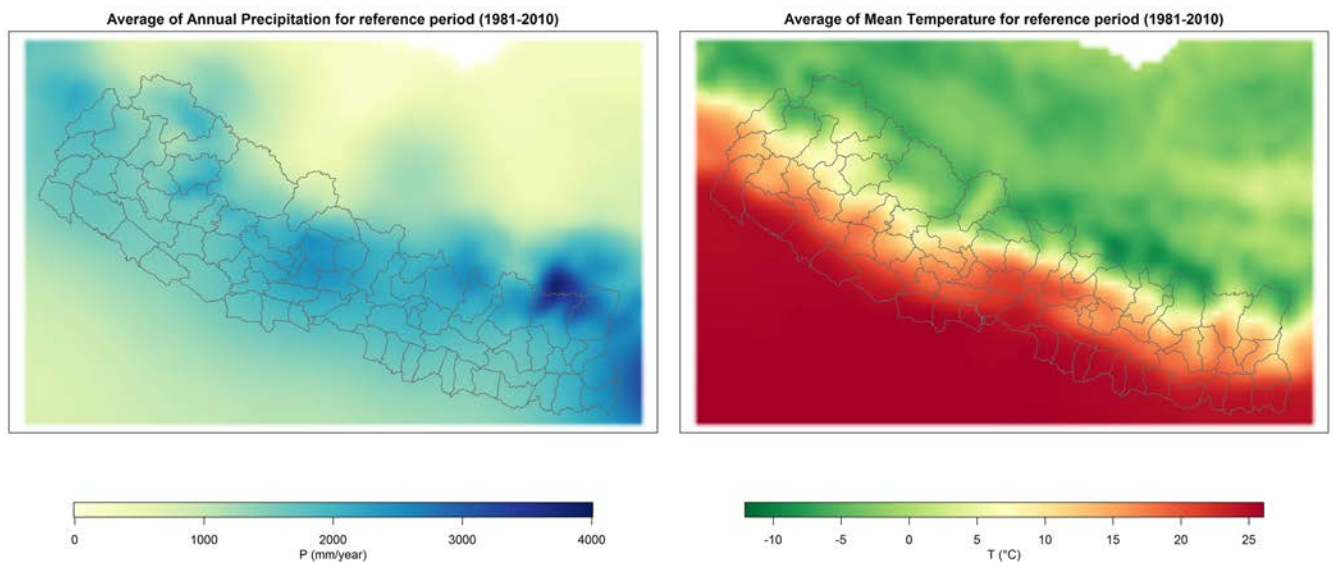 Average of Annual Precipitation for reference period (1981-2010)
Average of Mean Temperature for reference period (1981-2010)
0 1000 2000 3000 4000
P (mm/year)
-10 -5 0 5 10 15 20 25
T (°C)